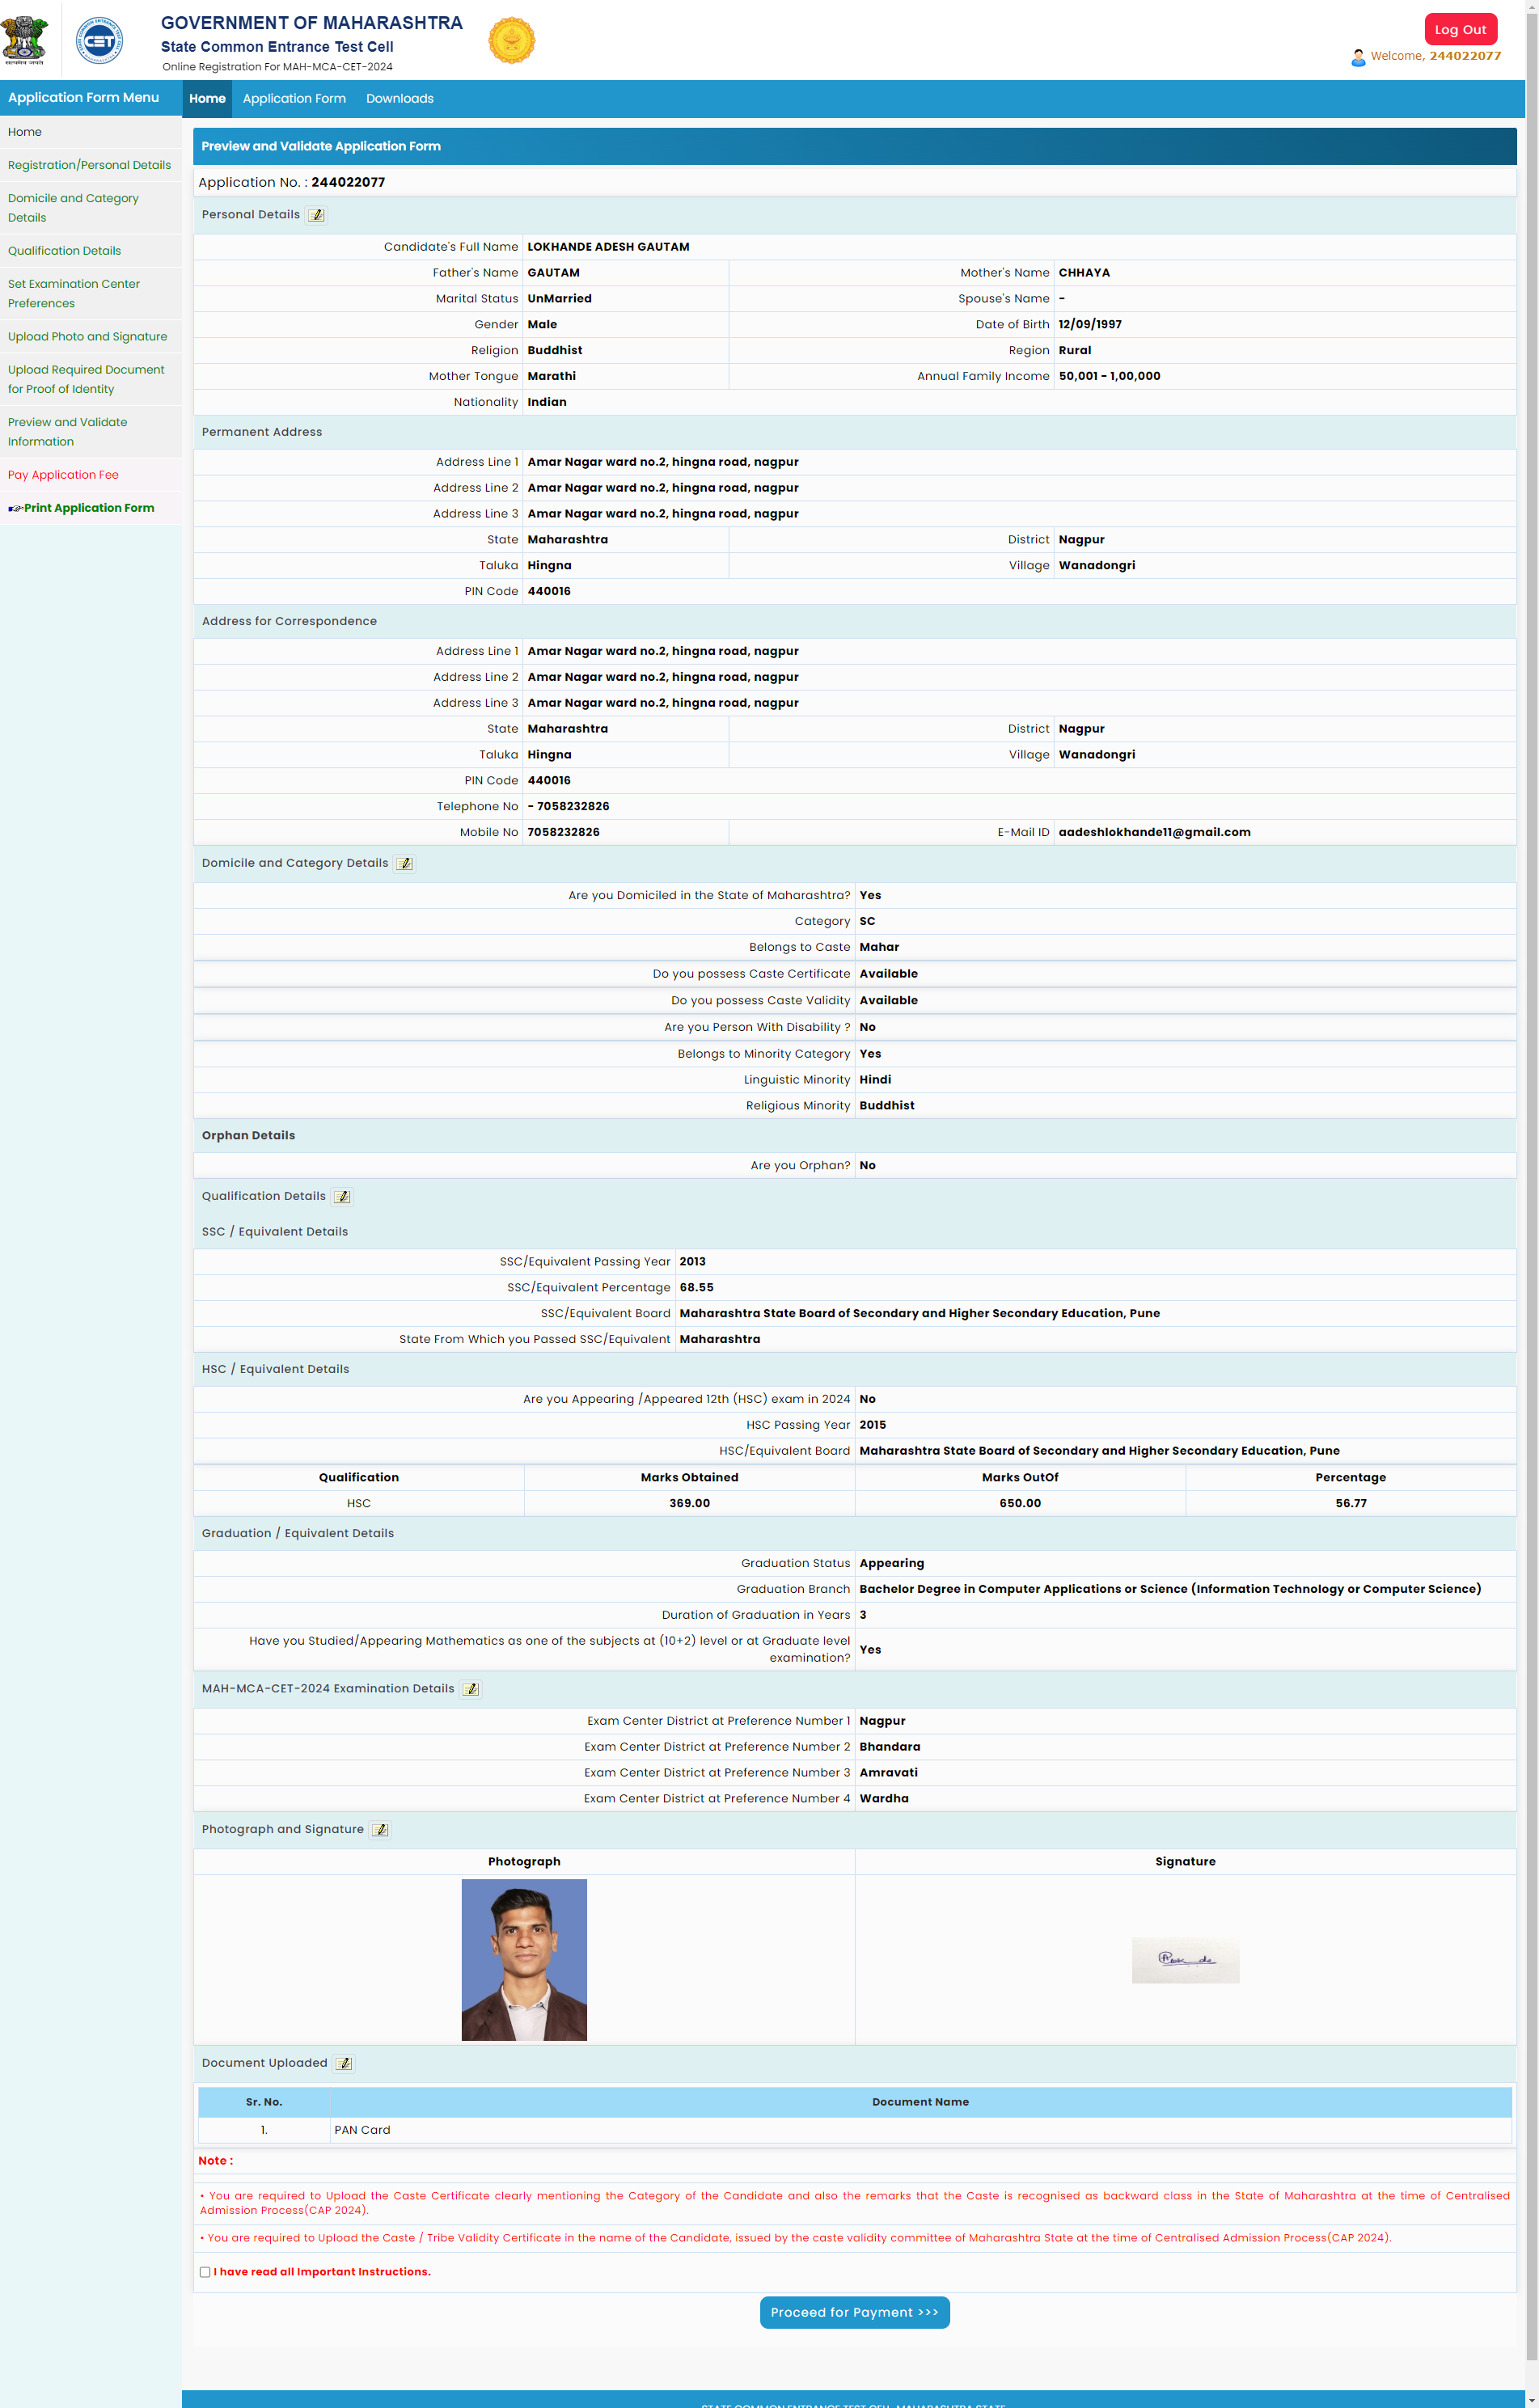 GOVERNMENT OF MAHARASHTRA
State Common Entrance Test Cell
Online Registration For MAH-MCA-CET-2024
सत्यमेव जयते
CET
Log Out
Welcome, 244022077
Application Form Menu
Home Application Form Downloads
Home
Registration/Personal Details
Domicile and Category
Details
Qualification Details
Set Examination Center
Preferences
Upload Photo and Signature
Upload Required Document
for Proof of Identity
Preview and Validate
Information
Pay Application Fee
Print Application Form
Preview and Validate Application Form
Application No. : 244022077
Personal Details
Candidate's Full Name LOKHANDE ADESH GAUTAM
Father's Name GAUTAM Mother's Name CHHAYA
Marital Status UnMarried Spouse's Name -
Gender Male Date of Birth 12/09/1997
Religion Buddhist Region Rural
Mother Tongue Marathi Annual Family Income 50,001 - 1,00,000
Nationality Indian
Permanent Address
Address Line 1 Amar Nagar ward no.2, hingna road, nagpur
Address Line 2 Amar Nagar ward no.2, hingna road, nagpur
Address Line 3 Amar Nagar ward no.2, hingna road, nagpur
State Maharashtra District Nagpur
Taluka Hingna Village Wanadongri
PIN Code 440016
Address for Correspondence
Address Line 1 Amar Nagar ward no.2, hingna road, nagpur
Address Line 2 Amar Nagar ward no.2, hingna road, nagpur
Address Line 3 Amar Nagar ward no.2, hingna road, nagpur
State Maharashtra District Nagpur
Taluka Hingna Village Wanadongri
PIN Code 440016
Telephone No - 7058232826
Mobile No 7058232826 E-Mail ID aadeshlokhande11@gmail.com
Domicile and Category Details
Are you Domiciled in the State of Maharashtra? Yes
Category SC
Belongs to Caste Mahar
Do you possess Caste Certificate Available
Do you possess Caste Validity Available
Are you Person With Disability ? No
Belongs to Minority Category Yes
Linguistic Minority Hindi
Religious Minority Buddhist
Orphan Details
Are you Orphan? No
Qualification Details
SSC / Equivalent Details
SSC/Equivalent Passing Year 2013
SSC/Equivalent Percentage 68.55
SSC/Equivalent Board Maharashtra State Board of Secondary and Higher Secondary Education, Pune
State From Which you Passed SSC/Equivalent Maharashtra
HSC / Equivalent Details
Are you Appearing /Appeared 12th (HSC) exam in 2024 No
HSC Passing Year 2015
HSC/Equivalent Board Maharashtra State Board of Secondary and Higher Secondary Education, Pune
Qualification Marks Obtained Marks OutOf Percentage
HSC 369.00 650.00 56.77
Graduation / Equivalent Details
Graduation Status Appearing
Graduation Branch Bachelor Degree in Computer Applications or Science (Information Technology or Computer Science)
Duration of Graduation in Years 3
Have you Studied/Appearing Mathematics as one of the subjects at (10+2) level or at Graduate level
examination? Yes
MAH-MCA-CET-2024 Examination Details
Exam Center District at Preference Number 1 Nagpur
Exam Center District at Preference Number 2 Bhandara
Exam Center District at Preference Number 3 Amravati
Exam Center District at Preference Number 4 Wardha
Photograph and Signature
Photograph Signature
Document Uploaded
Sr. No. Document Name
1. PAN Card
Note :
• You are required to Upload the Caste Certificate clearly mentioning the Category of the Candidate and also the remarks that the Caste is recognised as backward class in the State of Maharashtra at the time of Centralised
Admission Process(CAP 2024).
• You are required to Upload the Caste / Tribe Validity Certificate in the name of the Candidate, issued by the caste validity committee of Maharashtra State at the time of Centralised Admission Process(CAP 2024).
I have read all Important Instructions.
Proceed for Payment >>>